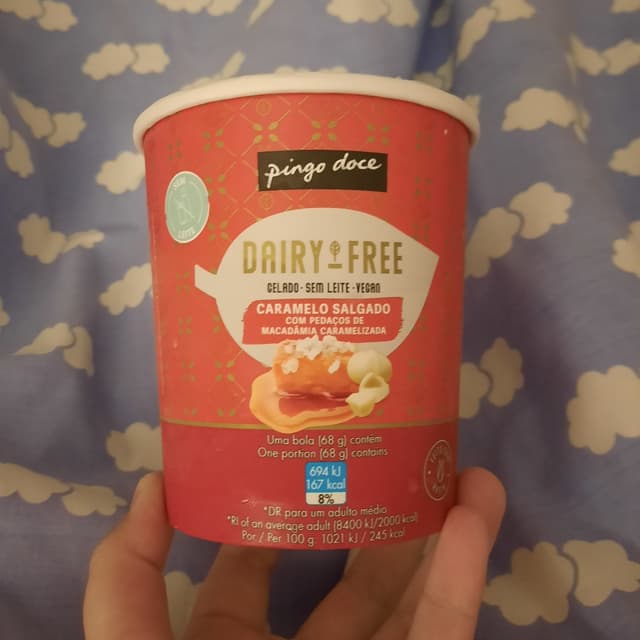 pingo doce
SEM
LEITE
DAIRY FREE
GELADO · SEM LEITE · VEGAN
CARAMELO SALGADO
COM PEDAÇOS DE
MACADÂMIA CARAMELIZADA
Uma bola (68 g) contém
One portion (68 g) contains
694 kJ
167 kcal
8%
*DR para um adulto médio
*RI of an average adult (8400 kJ/2000 kcal)
Por / Per 100 g: 1021 kJ / 245 kcal